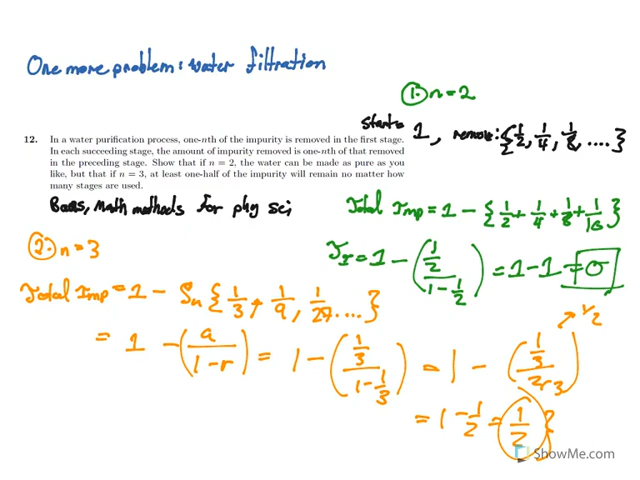 One more problem: water filtration
① n = 2
Starts 1, remove: {1/2, 1/4, 1/8, ....}
12. In a water purification process, one-nth of the impurity is removed in the first stage.
In each succeeding stage, the amount of impurity removed is one-nth of that removed
in the preceding stage. Show that if n = 2, the water can be made as pure as you
like, but that if n = 3, at least one-half of the impurity will remain no matter how
many stages are used.
Boas, Math methods for phy sci
Total Imp = 1 - {1/2 + 1/4 + 1/8 + 1/16}
T_I = 1 - ((1/2)/(1 - 1/2)) = 1 - 1 = 0
② n = 3
Total Imp = 1 - Sn {1/3, 1/9, 1/27 ....}
= 1 - (a/(1-r)) = 1 - ((1/3)/(1 - 1/3)) = 1 - ((1/3)/(2/3)) 1/2
= 1 - 1/2 = 1/2 }
ShowMe.com